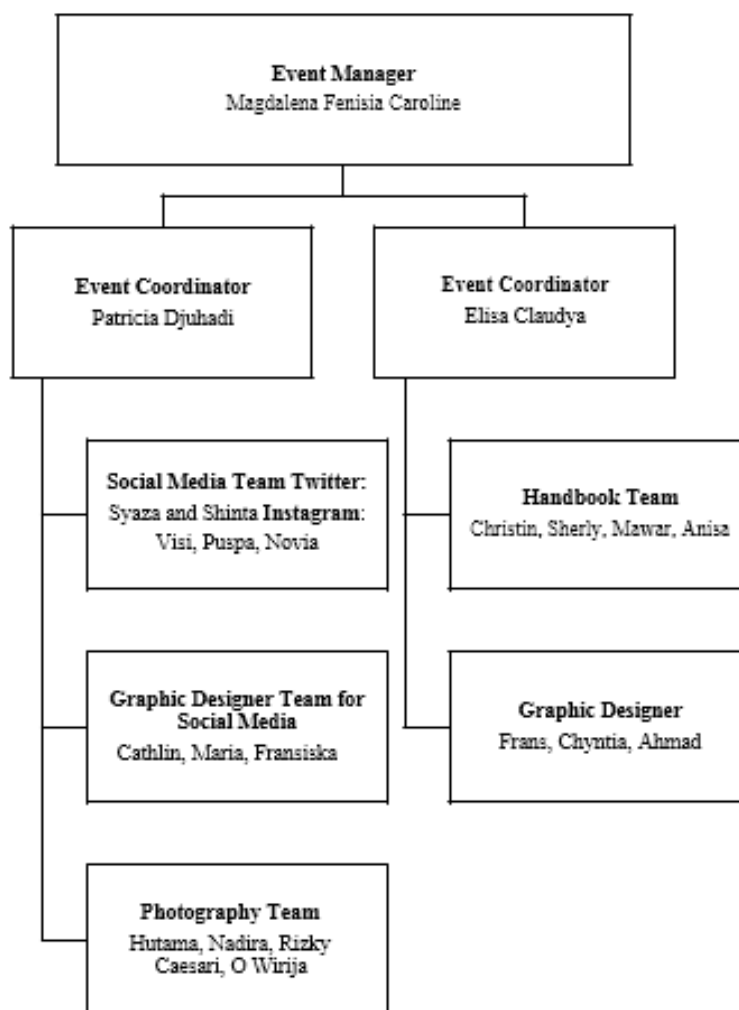 Event Manager
Magdalena Fenisia Caroline
Event Coordinator
Patricia Djuhadi
Event Coordinator
Elisa Claudya
Social Media Team Twitter:
Syaza and Shinta Instagram:
Visi, Puspa, Novia
Handbook Team
Christin, Sherly, Mawar, Anisa
Graphic Designer Team for
Social Media
Cathlin, Maria, Fransiska
Graphic Designer
Frans, Chyntia, Ahmad
Photography Team
Hutama, Nadira, Rizky
Caesari, O Wirija